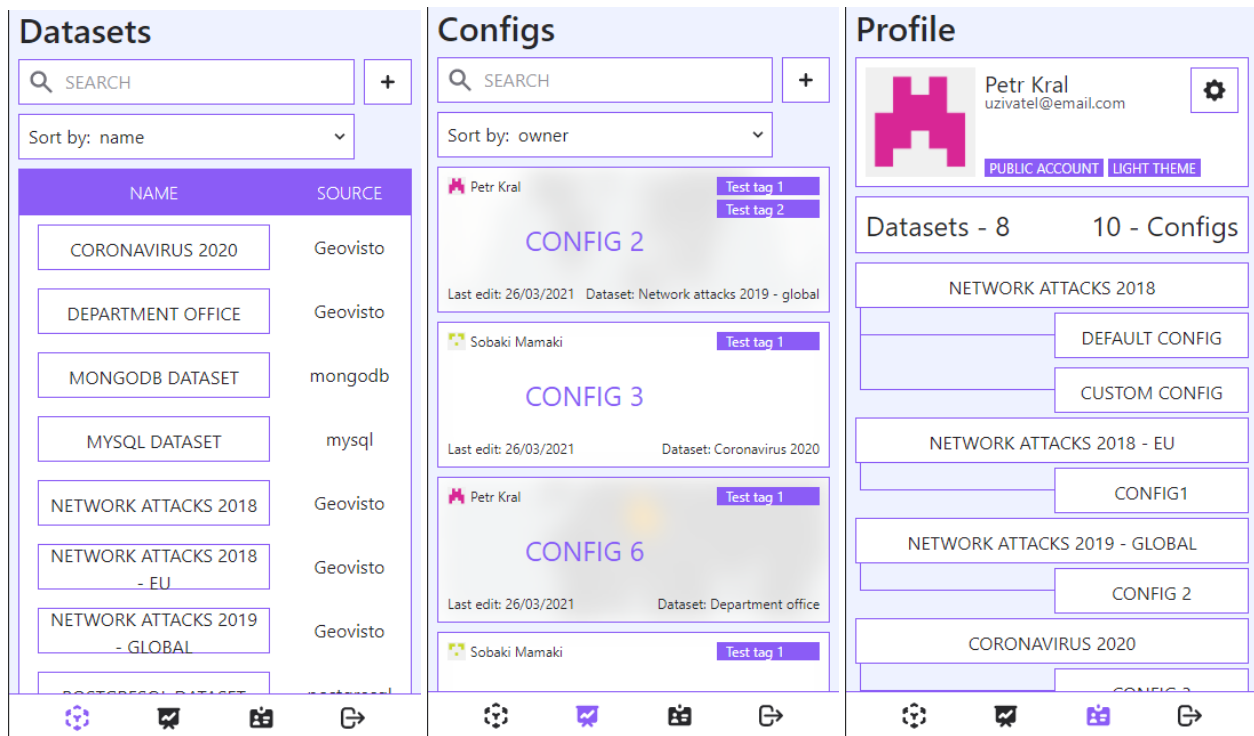 Datasets
SEARCH
+
Sort by: name
NAME SOURCE
CORONAVIRUS 2020 Geovisto
DEPARTMENT OFFICE Geovisto
MONGODB DATASET mongodb
MYSQL DATASET mysql
NETWORK ATTACKS 2018 Geovisto
NETWORK ATTACKS 2018
- EU
Geovisto
NETWORK ATTACKS 2019
- GLOBAL
Geovisto
POSTGRESQL DATASET postgresql
Configs
SEARCH
+
Sort by: owner
Petr Kral Test tag 1
Test tag 2
CONFIG 2
Last edit: 26/03/2021 Dataset: Network attacks 2019 - global
Sobaki Mamaki Test tag 1
CONFIG 3
Last edit: 26/03/2021 Dataset: Coronavirus 2020
Petr Kral Test tag 1
CONFIG 6
Last edit: 26/03/2021 Dataset: Department office
Sobaki Mamaki Test tag 1
Profile
Petr Kral
uzivatel@email.com
PUBLIC ACCOUNT LIGHT THEME
Datasets - 8 10 - Configs
NETWORK ATTACKS 2018
DEFAULT CONFIG
CUSTOM CONFIG
NETWORK ATTACKS 2018 - EU
CONFIG1
NETWORK ATTACKS 2019 - GLOBAL
CONFIG 2
CORONAVIRUS 2020
CONFIG 3